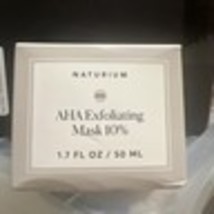 NATURIUM
AHA Exfoliating
Mask 10%
1.7 FL OZ / 50 ML